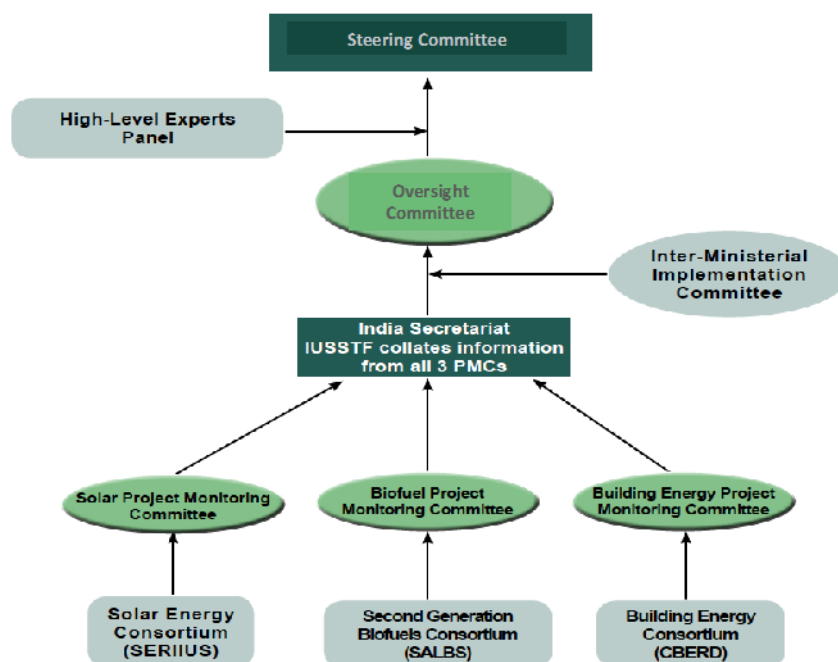 Steering Committee
High-Level Experts
Panel
Oversight
Committee
Inter-Ministerial
Implementation
Committee
India Secretariat
IUSSTF collates information
from all 3 PMCs
Solar Project Monitoring
Committee
Biofuel Project
Monitoring Committee
Building Energy Project
Monitoring Committee
Solar Energy
Consortium
(SERIIUS)
Second Generation
Biofuels Consortium
(SALBS)
Building Energy
Consortium
(CBERD)